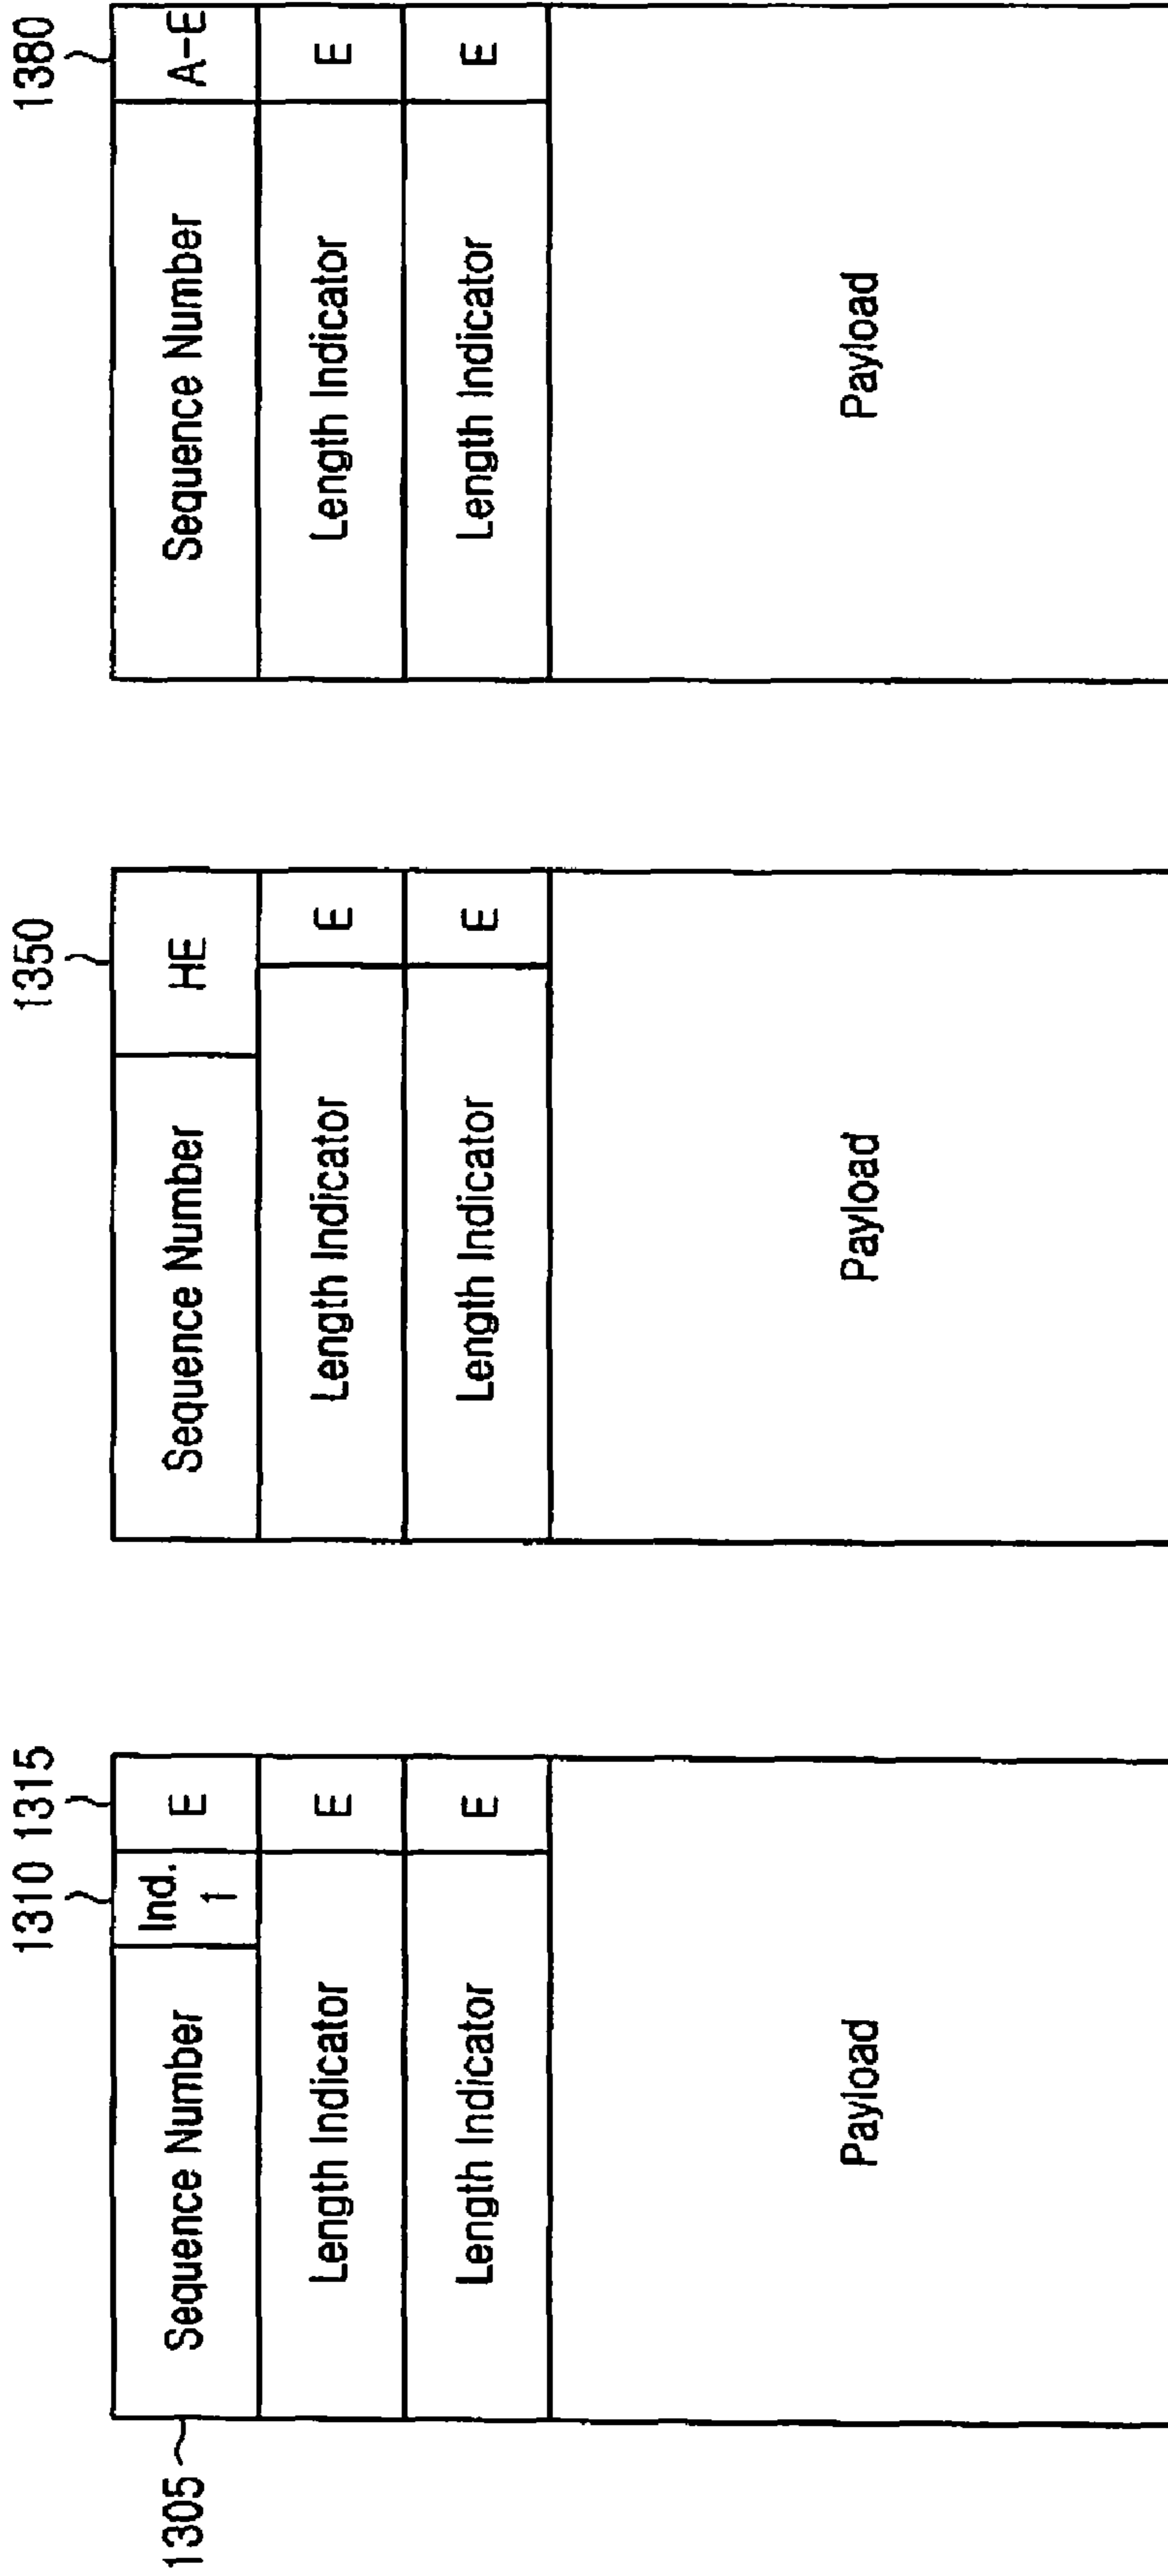 1310 1315
1305
Sequence Number
Ind. 1
E
Length Indicator
E
Length Indicator
E
Payload
1350
Sequence Number
HE
Length Indicator
E
Length Indicator
E
Payload
1380
Sequence Number
A-E
Length Indicator
E
Length Indicator
E
Payload